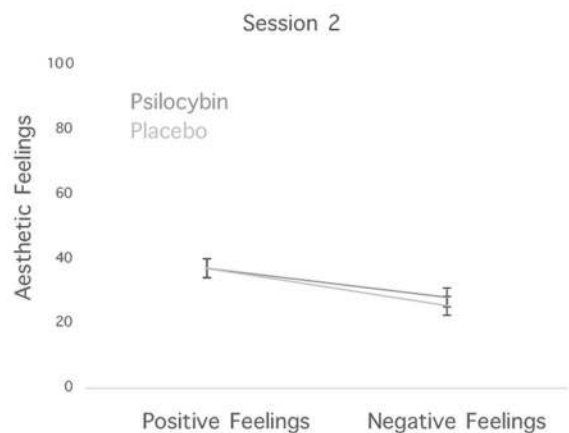 Session 2
100
Psilocybin
Placebo
80
60
40
20
0
Aesthetic Feelings
Positive Feelings
Negative Feelings